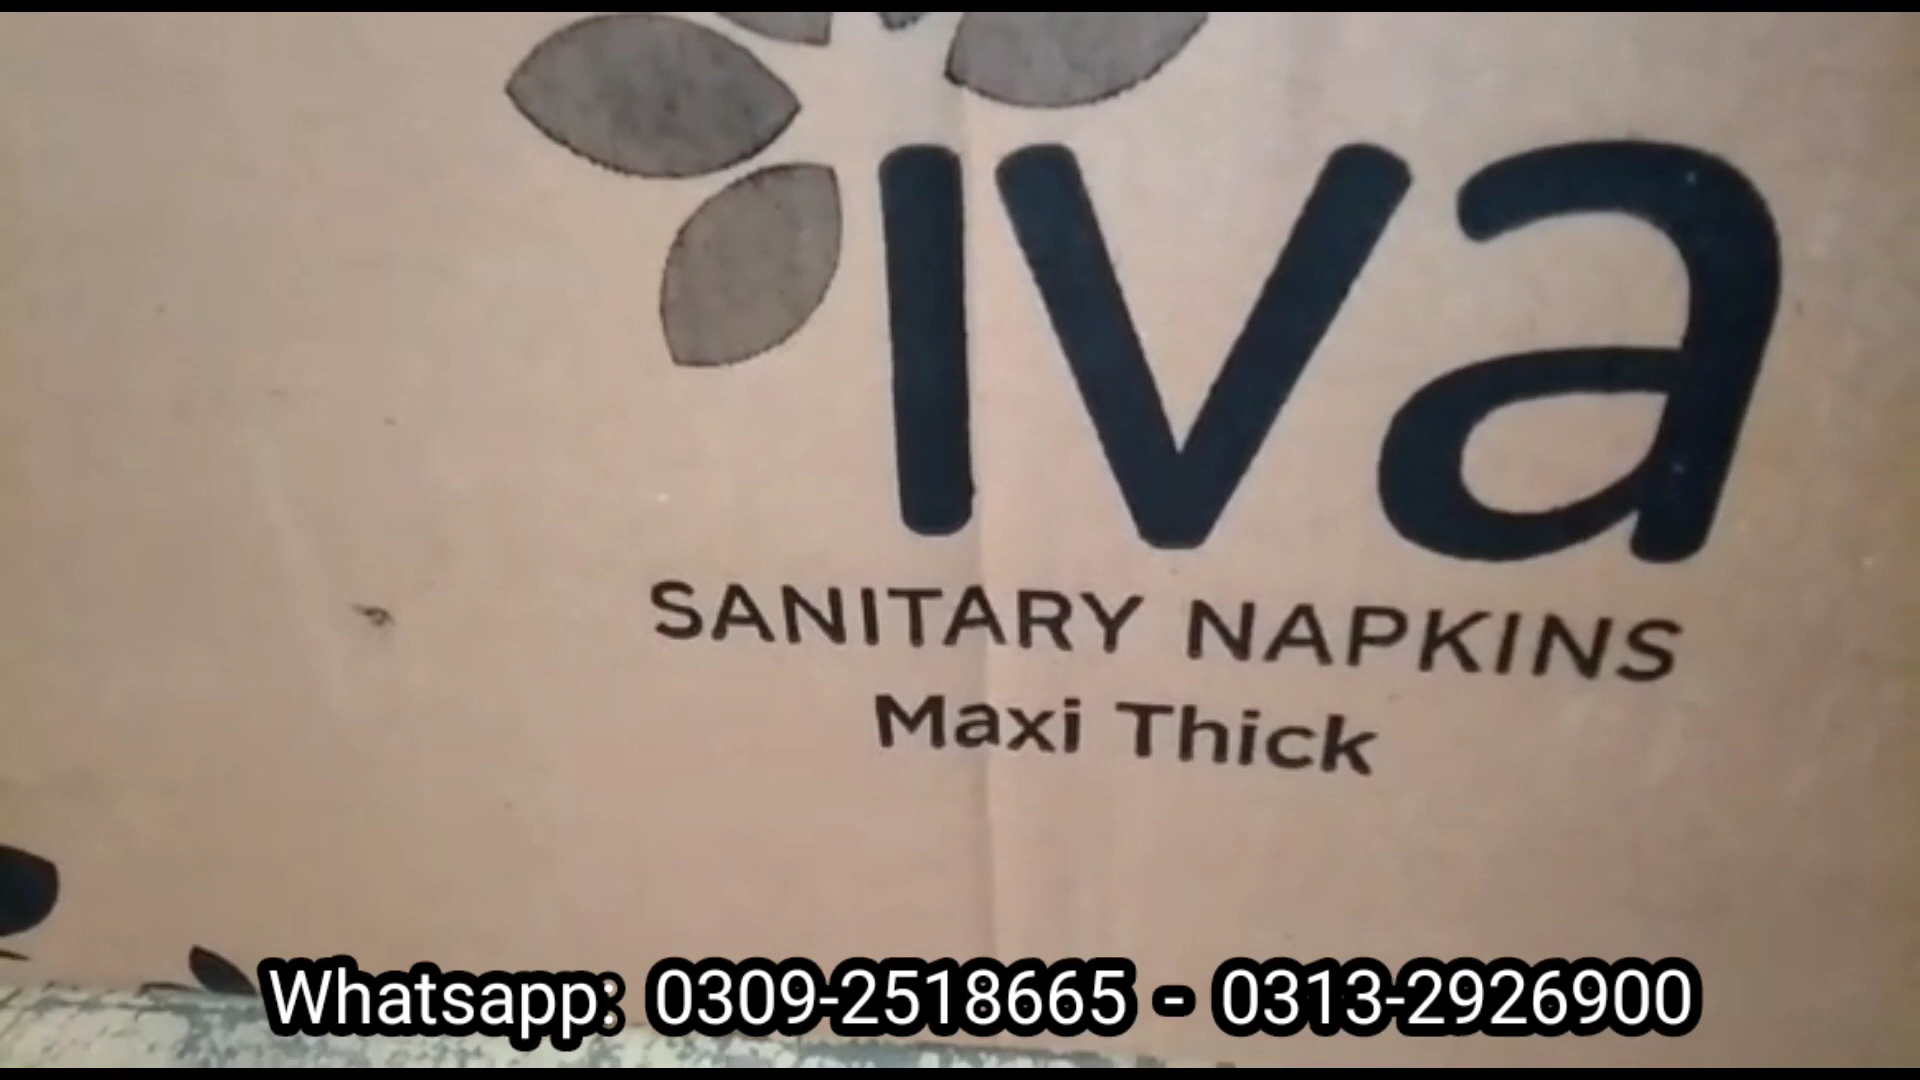 iva
SANITARY NAPKINS
Maxi Thick
Whatsapp: 0309-2518665 - 0313-2926900